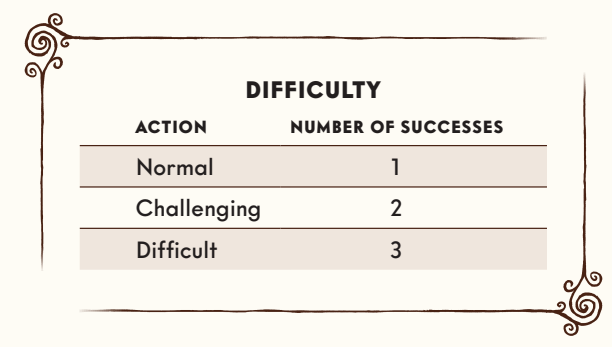 DIFFICULTY
ACTION NUMBER OF SUCCESSES
Normal 1
Challenging 2
Difficult 3